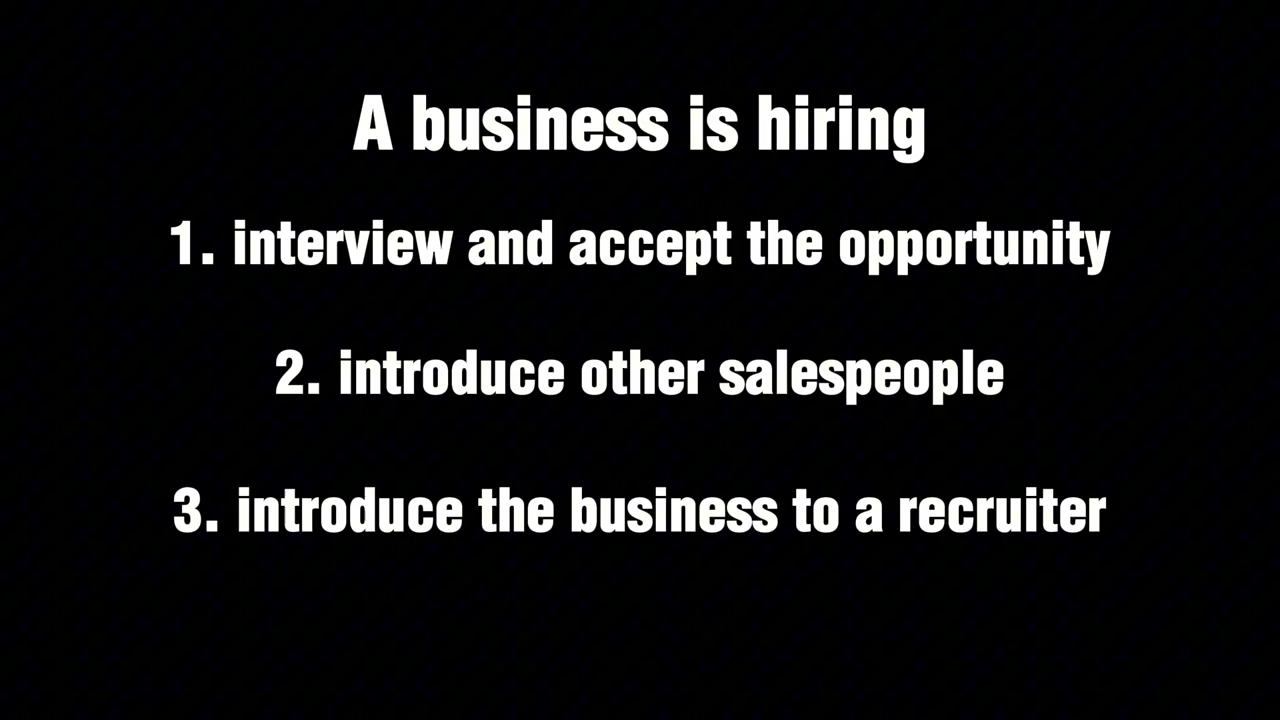 A business is hiring
1. interview and accept the opportunity
2. introduce other salespeople
3. introduce the business to a recruiter